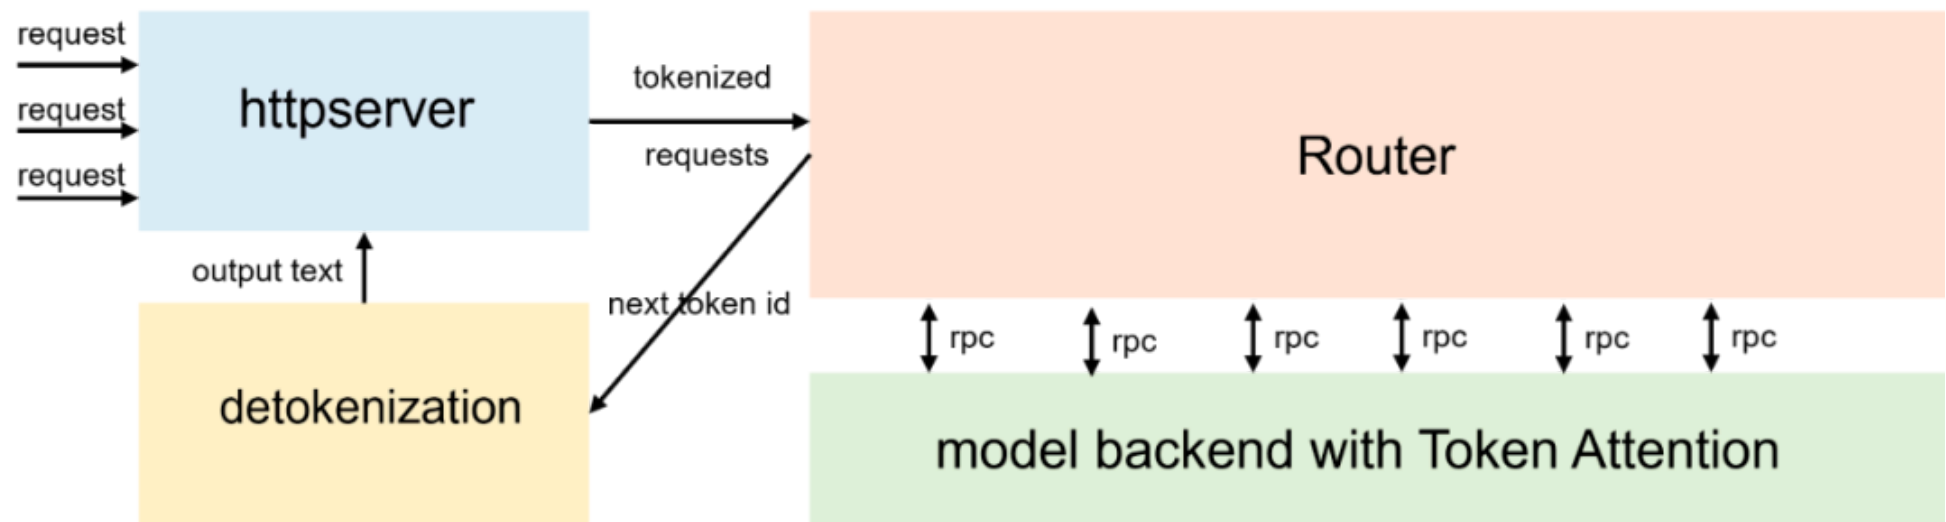 request
request
request
httpserver
tokenized
requests
Router
output text
next token id
rpc
rpc
rpc
rpc
rpc
rpc
detokenization
model backend with Token Attention